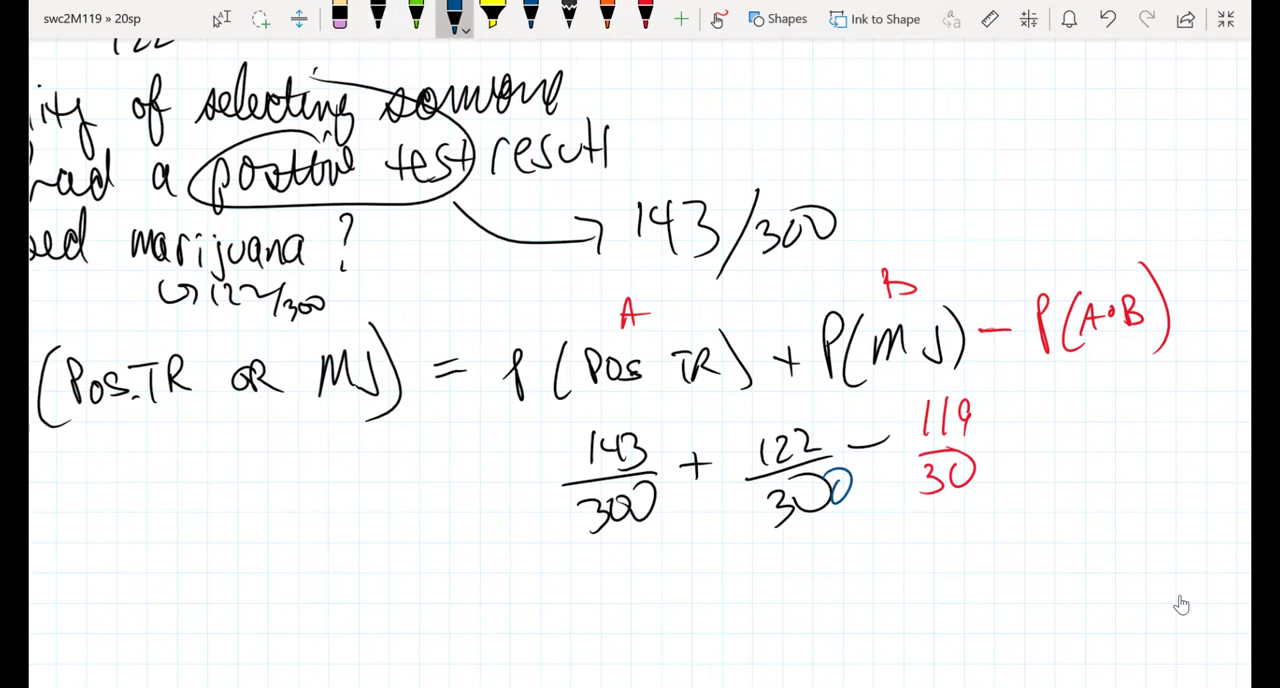 swc2M119 » 20sp
Shapes
Ink to Shape
122
ity of selecting someone
had a positive test result
sed marijuana ?
122/300
143/300
A
B
(POS.TR OR MJ) = P (POS TR) + P(MJ) - P(A∘B)
143/300 + 122/300 - 119/30